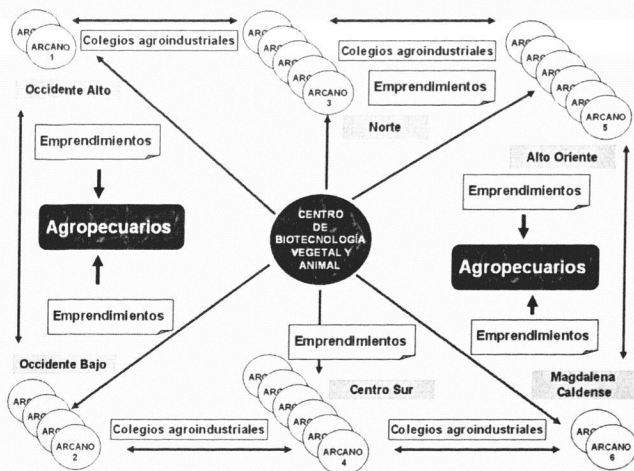 ARCANO
1
Colegios agroindustriales
ARCANO
3
Colegios agroindustriales
Emprendimientos
ARCANO
5
Occidente Alto
Norte
Alto Oriente
Emprendimientos
Emprendimientos
Agropecuarios
CENTRO
DE
BIOTECNOLOGÍA
VEGETAL Y
ANIMAL
Agropecuarios
Emprendimientos
Emprendimientos
Emprendimientos
Occidente Bajo
Centro Sur
Magdalena
Caldense
ARCANO
2
Colegios agroindustriales
ARCANO
4
Colegios agroindustriales
ARCANO
6